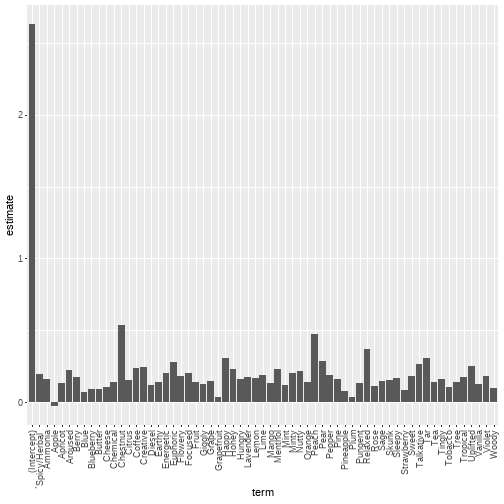 estimate
2
1
0
(Intercept)
`Spicy/Herbal`
Ammonia
Apple
Apricot
Aroused
Berry
Blue
Blueberry
Butter
Cheese
Chemical
Chestnut
Citrus
Coffee
Creative
Diesel
Earthy
Energetic
Euphoric
Flowery
Focused
Fruit
Giggly
Grape
Grapefruit
Happy
Honey
Hungry
Lavender
Lemon
Lime
Mango
Menthol
Mint
Minty
Nutty
Orange
Peach
Pear
Pepper
Pine
Pineapple
Plum
Pungent
Relaxed
Rose
Sage
Skunk
Sleepy
Strawberry
Sweet
Talkative
Tar
Tea
Tingly
Tobacco
Tree
Tropical
Uplifted
Vanilla
Violet
Woody
term